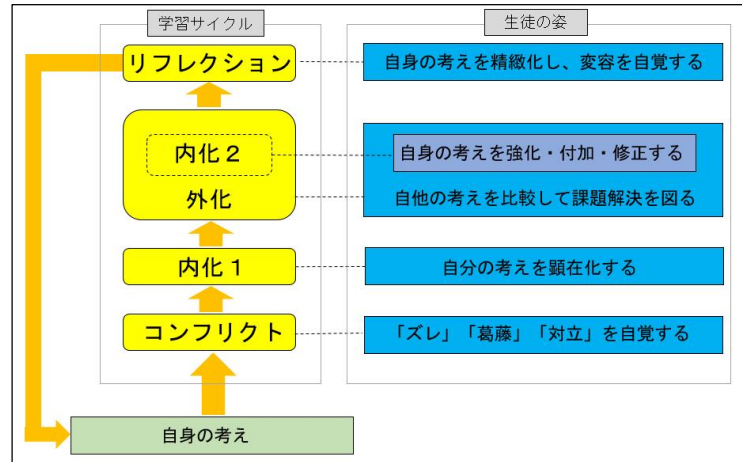 学習サイクル
生徒の姿
リフレクション
自身の考えを精緻化し、変容を自覚する
内化２
自身の考えを強化・付加・修正する
外化
自他の考えを比較して課題解決を図る
内化１
自分の考えを顕在化する
コンフリクト
「ズレ」「葛藤」「対立」を自覚する
自身の考え